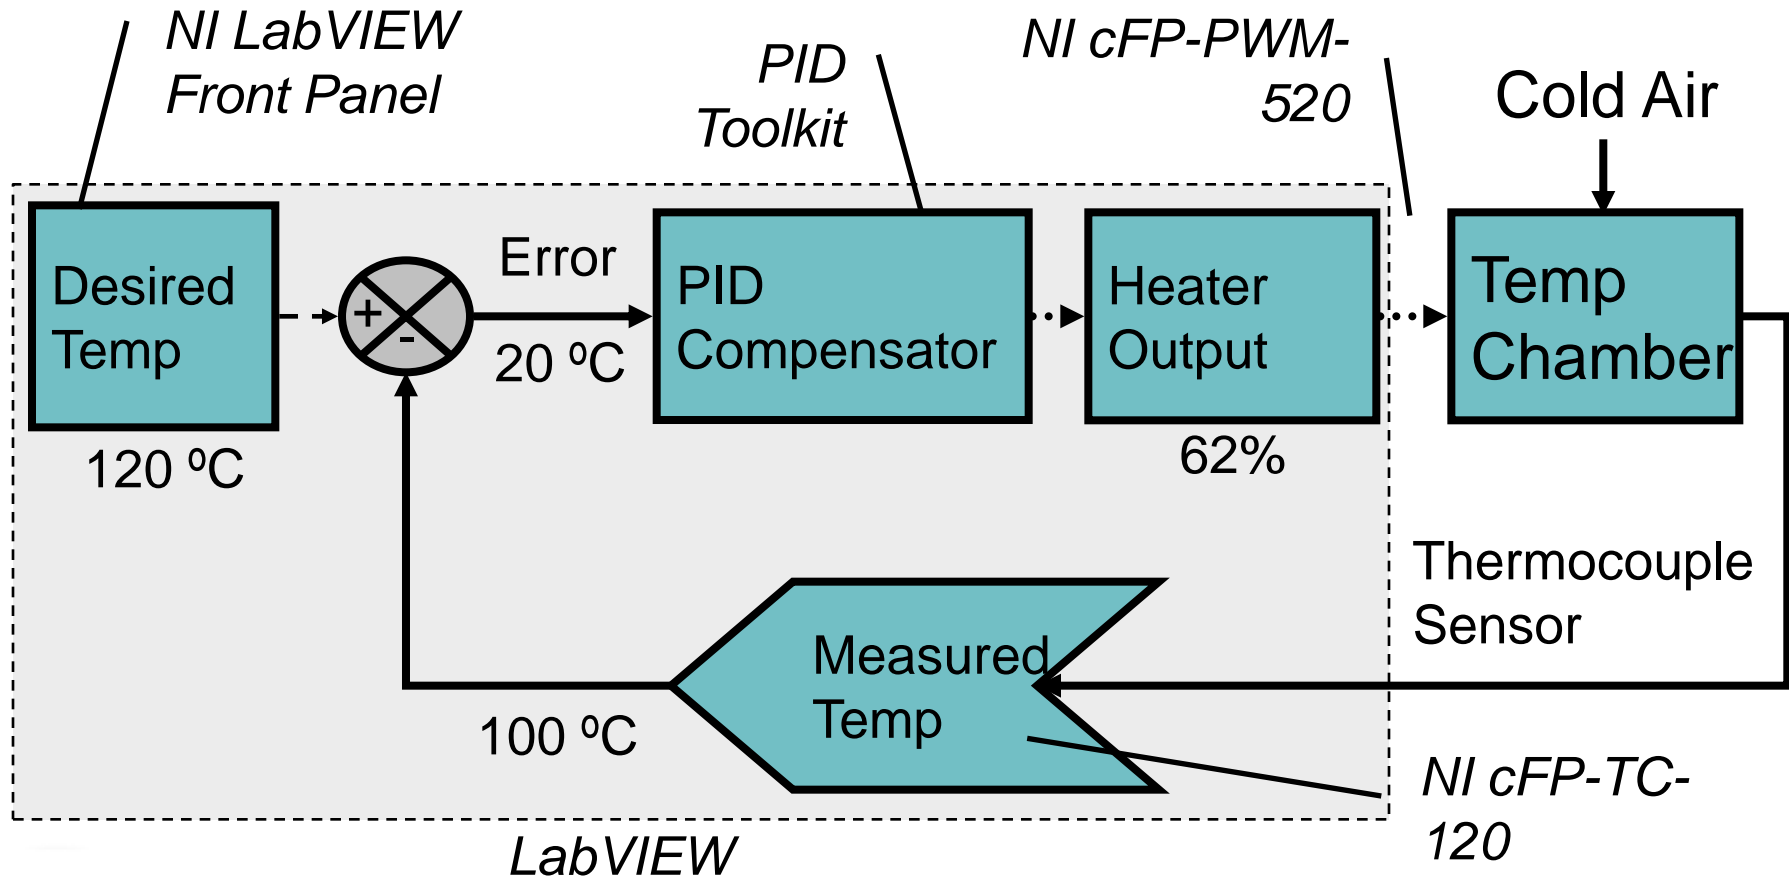 NI LabVIEW
Front Panel
PID
Toolkit
NI cFP-PWM-
520
Cold Air
Desired
Temp
120 ºC
+
-
Error
20 ºC
PID
Compensator
Heater
Output
62%
Temp
Chamber
Thermocouple
Sensor
Measured
Temp
100 ºC
NI cFP-TC-
120
LabVIEW